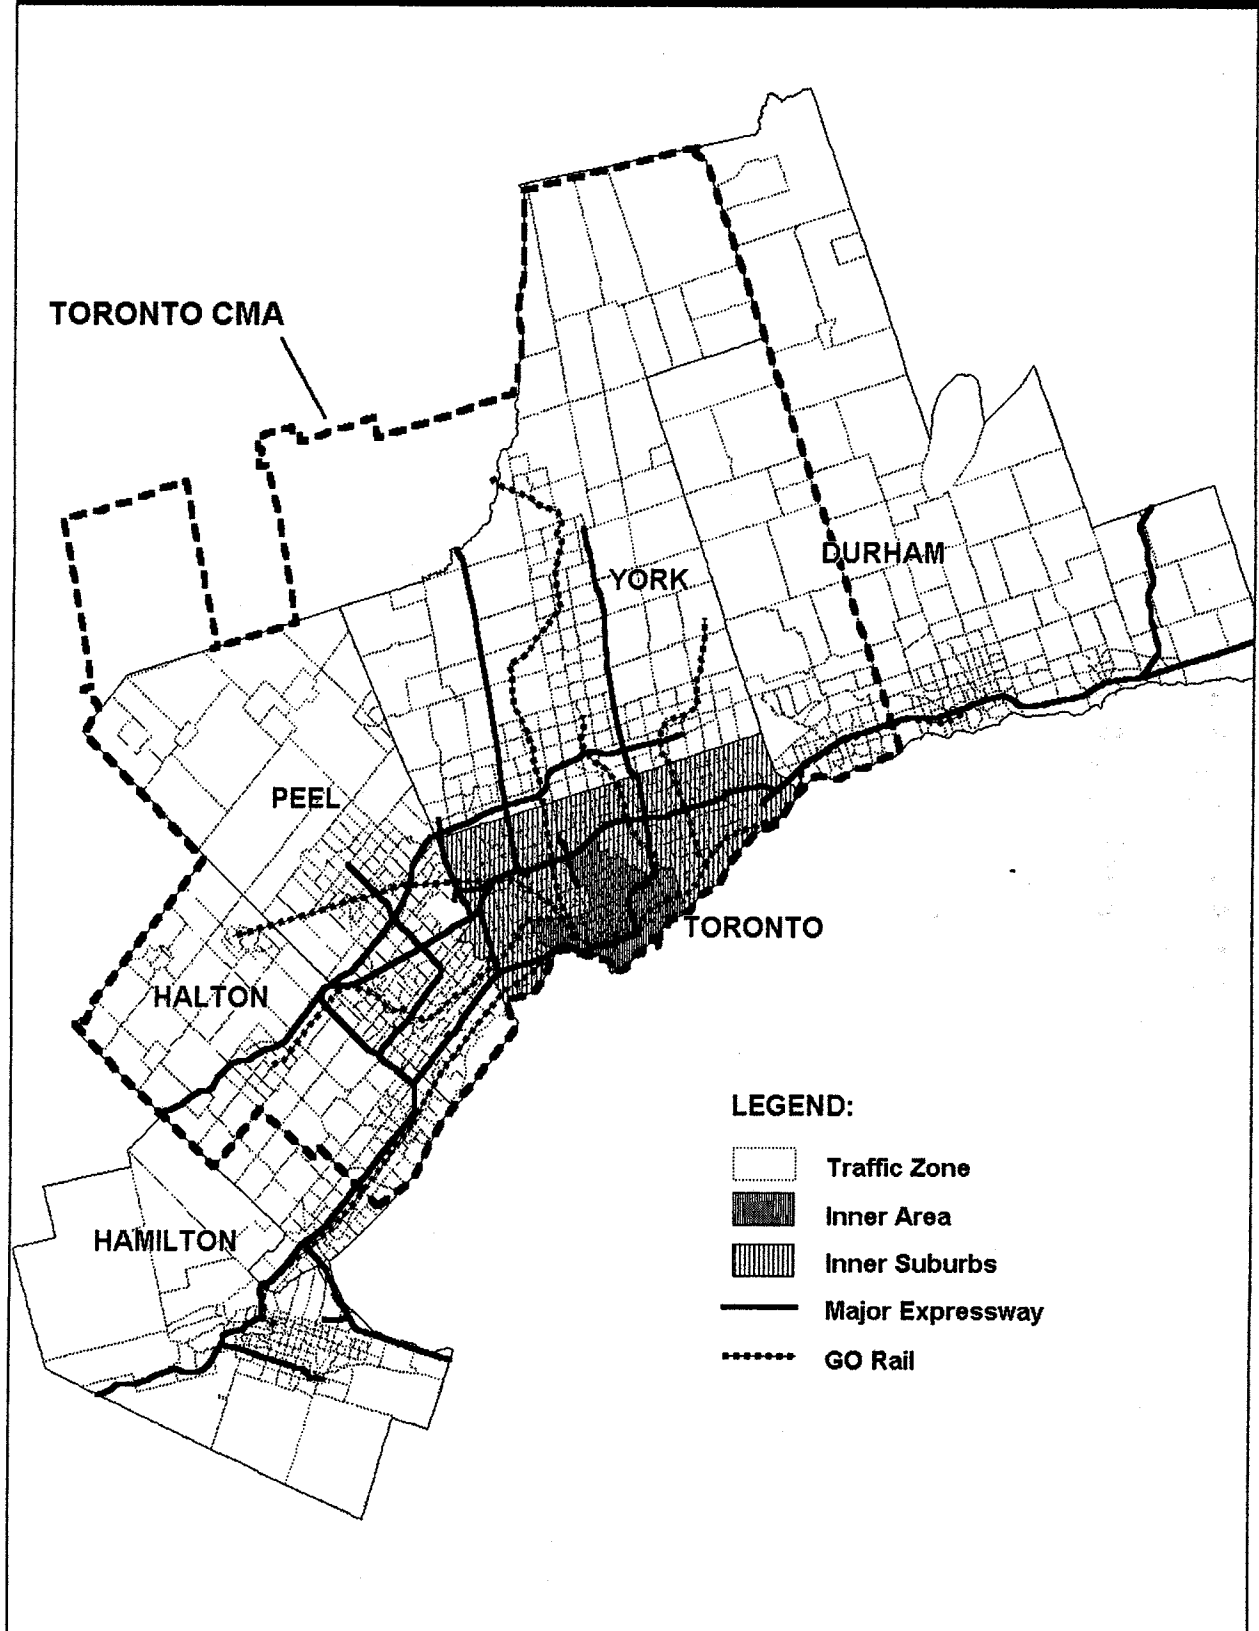 TORONTO CMA
DURHAM
YORK
PEEL
TORONTO
HALTON
LEGEND:
Traffic Zone
Inner Area
HAMILTON
Inner Suburbs
Major Expressway
GO Rail